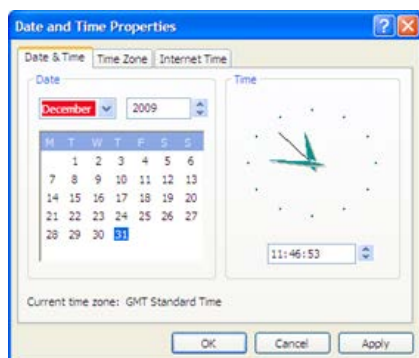 Date and Time Properties
Date & Time Time Zone Internet Time
Date
Time
December 2009
M T W T F S S
1 2 3 4 5 6
7 8 9 10 11 12 13
14 15 16 17 18 19 20
21 22 23 24 25 26 27
28 29 30 31
11:46:53
Current time zone: GMT Standard Time
OK Cancel Apply